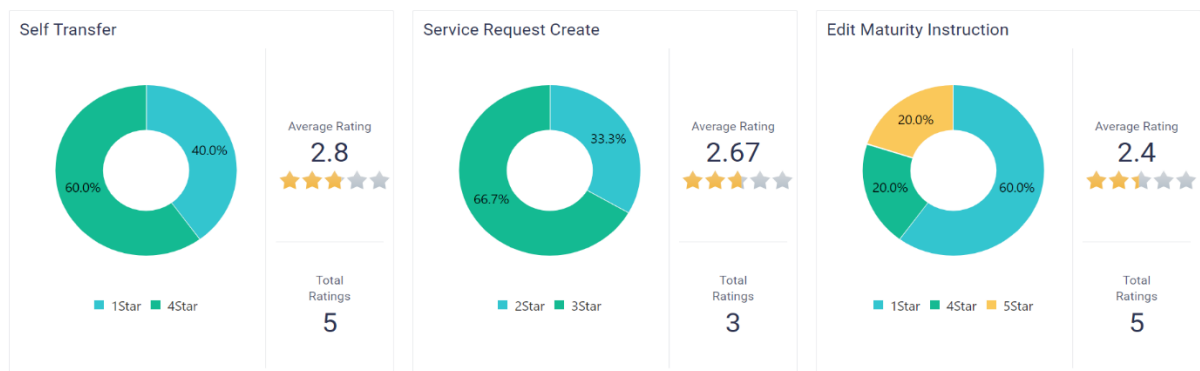 Self Transfer
40.0%
60.0%
1Star 4Star
Average Rating
2.8
Total
Ratings
5
Service Request Create
33.3%
66.7%
2Star 3Star
Average Rating
2.67
Total
Ratings
3
Edit Maturity Instruction
20.0%
20.0%
60.0%
1Star 4Star 5Star
Average Rating
2.4
Total
Ratings
5